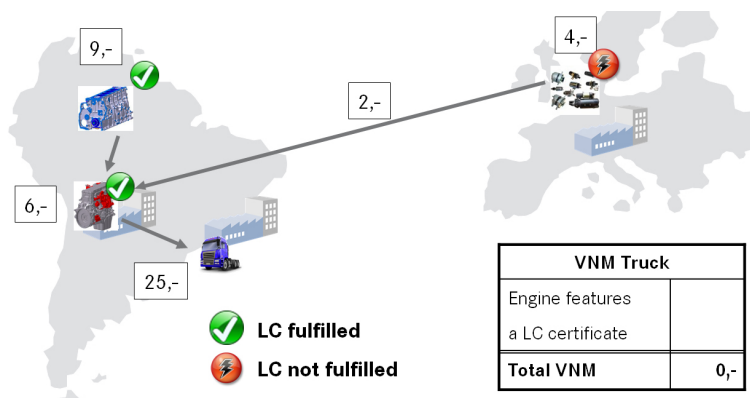 9,-
4,-
2,-
6,-
25,-
LC fulfilled
LC not fulfilled
VNM Truck
Engine features
a LC certificate
Total VNM 0,-